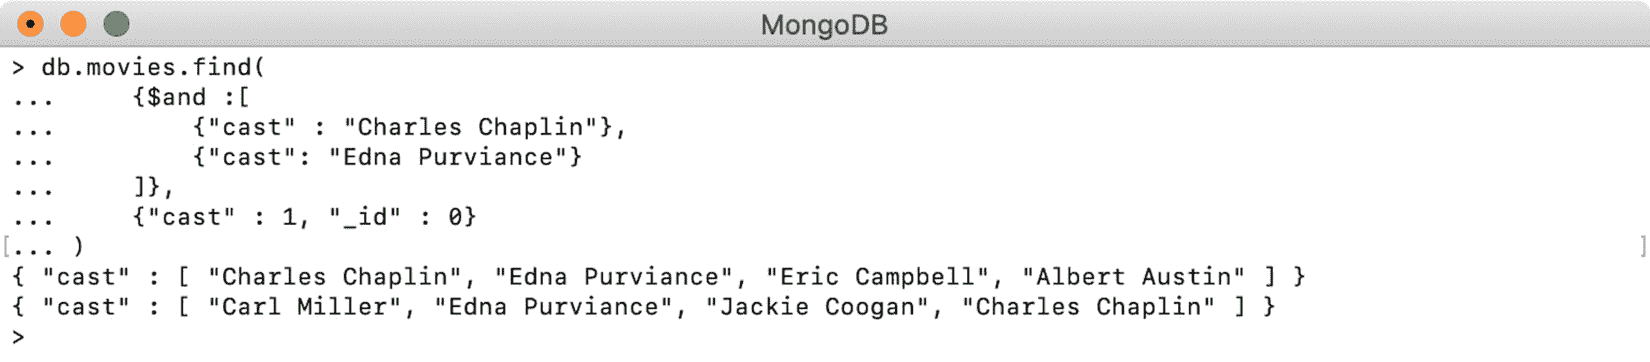 MongoDB
> db.movies.find(
...     {$and :[
...         {"cast" : "Charles Chaplin"},
...         {"cast": "Edna Purviance"}
...     ]},
...     {"cast" : 1, "_id" : 0}
[... )                                                                 ]
{ "cast" : [ "Charles Chaplin", "Edna Purviance", "Eric Campbell", "Albert Austin" ] }
{ "cast" : [ "Carl Miller", "Edna Purviance", "Jackie Coogan", "Charles Chaplin" ] }
>